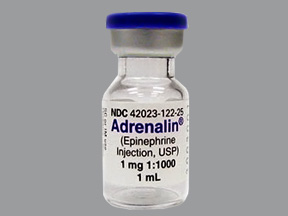 NDC 42023-122-25
Adrenalin®
(Epinephrine
Injection, USP)
1 mg 1:1000
1 mL